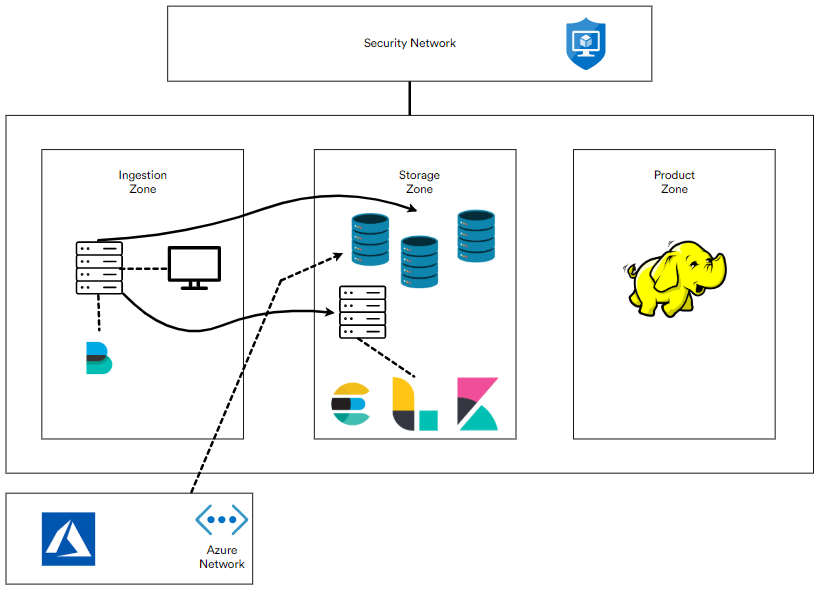 Security Network
Ingestion
Zone
Storage
Zone
Product
Zone
Azure
Network